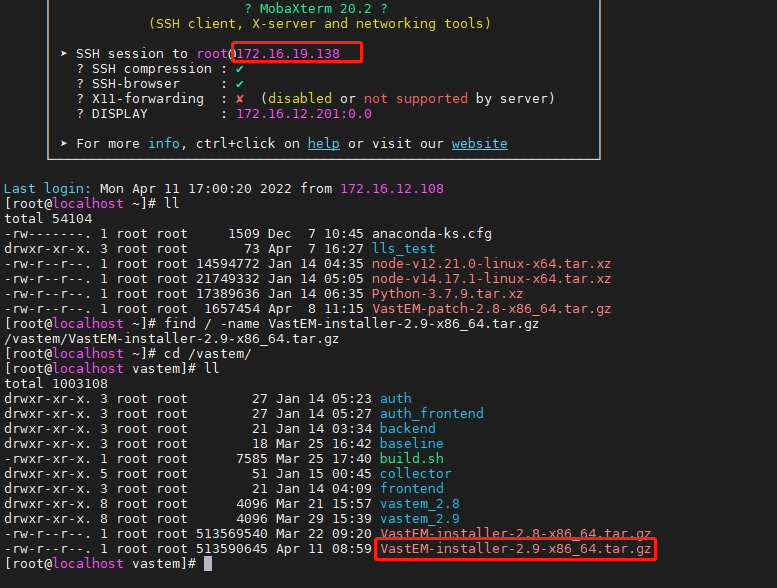 ? MobaXterm 20.2 ?
(SSH client, X-server and networking tools)
➤ SSH session to root@172.16.19.138
? SSH compression : ✔
? SSH-browser     : ✔
? X11-forwarding  : ✘  (disabled or not supported by server)
? DISPLAY         : 172.16.12.201:0.0
➤ For more info, ctrl+click on help or visit our website
Last login: Mon Apr 11 17:00:20 2022 from 172.16.12.108
[root@localhost ~]# ll
total 54104
-rw-------. 1 root root     1509 Dec  7 10:45 anaconda-ks.cfg
drwxr-xr-x. 3 root root       73 Apr  7 16:27 lls_test
-rw-r--r--. 1 root root 14594772 Jan 14 04:35 node-v12.21.0-linux-x64.tar.xz
-rw-r--r--. 1 root root 21749332 Jan 14 05:05 node-v14.17.1-linux-x64.tar.xz
-rw-r--r--. 1 root root 17389636 Jan 14 06:35 Python-3.7.9.tar.xz
-rw-r--r--. 1 root root  1657454 Apr  8 11:15 VastEM-patch-2.8-x86_64.tar.gz
[root@localhost ~]# find / -name VastEM-installer-2.9-x86_64.tar.gz
/vastem/VastEM-installer-2.9-x86_64.tar.gz
[root@localhost ~]# cd /vastem/
[root@localhost vastem]# ll
total 1003108
drwxr-xr-x. 3 root root        27 Jan 14 05:23 auth
drwxr-xr-x. 3 root root        27 Jan 14 05:27 auth_frontend
drwxr-xr-x. 3 root root        21 Jan 14 03:34 backend
drwxr-xr-x. 3 root root        18 Mar 25 16:42 baseline
-rwxr-xr-x. 1 root root      7585 Mar 25 17:40 build.sh
drwxr-xr-x. 5 root root        51 Jan 15 00:45 collector
drwxr-xr-x. 3 root root        21 Jan 14 04:09 frontend
drwxr-xr-x. 8 root root      4096 Mar 21 15:57 vastem_2.8
drwxr-xr-x. 8 root root      4096 Mar 29 15:39 vastem_2.9
-rw-r--r--. 1 root root 513569540 Mar 22 09:20 VastEM-installer-2.8-x86_64.tar.gz
-rw-r--r--. 1 root root 513590645 Apr 11 08:59 VastEM-installer-2.9-x86_64.tar.gz
[root@localhost vastem]#